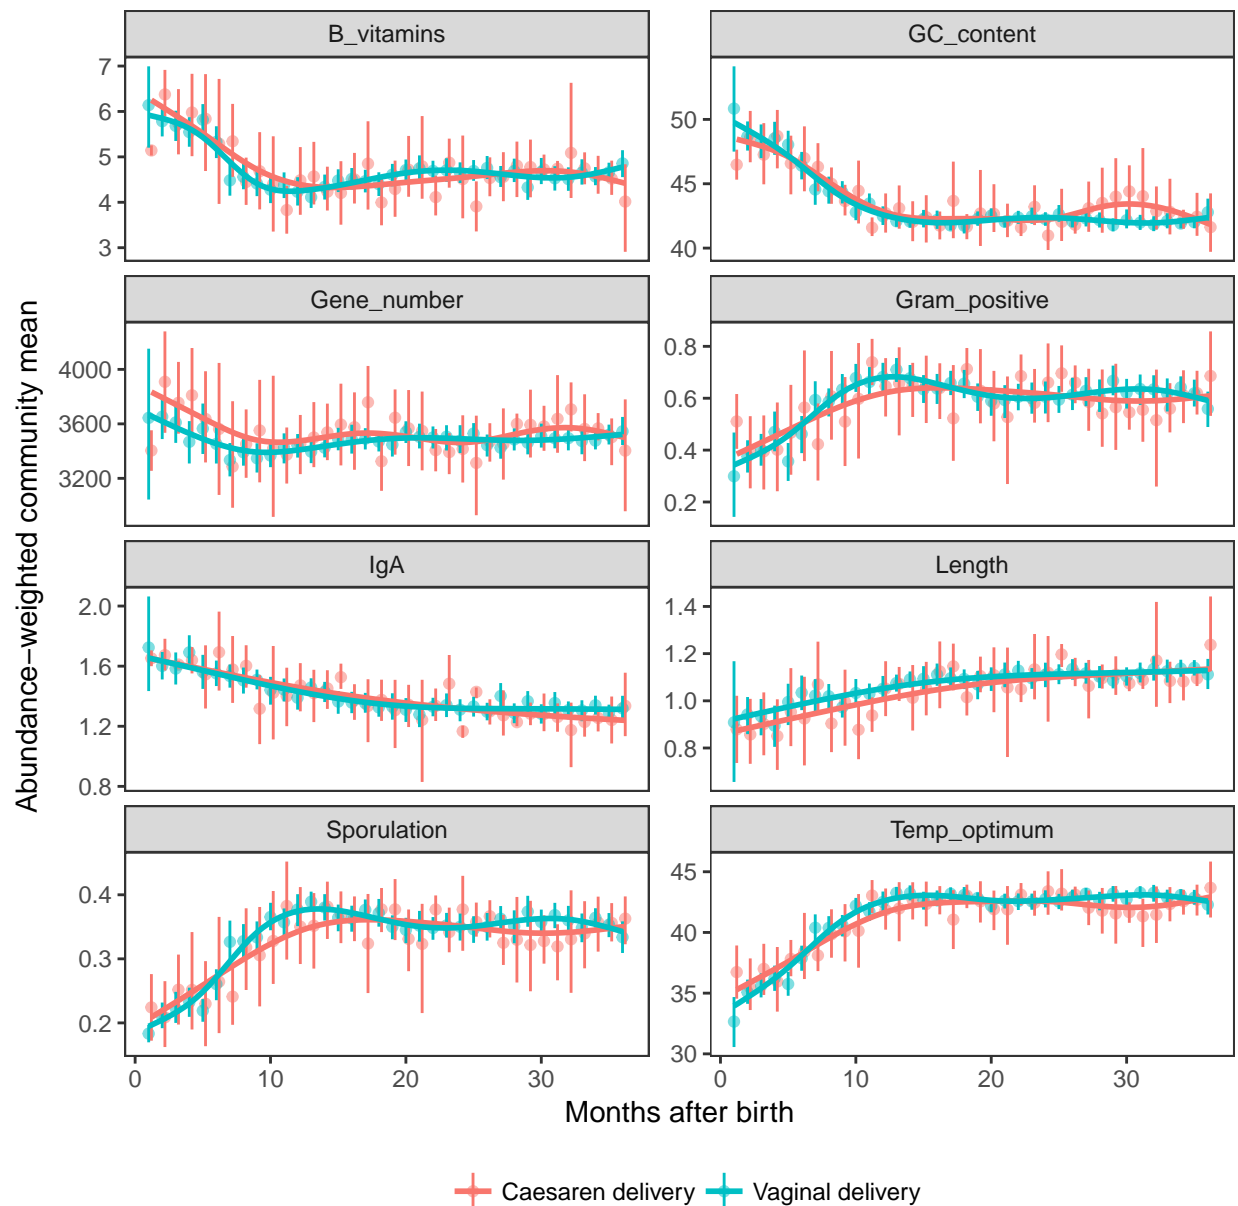 B_vitamins
GC_content
7
6
5
4
3
50
45
40
Gene_number
Gram_positive
4000
3600
3200
0.8
0.6
0.4
0.2
IgA
Length
2.0
1.6
1.2
0.8
1.4
1.2
1.0
0.8
Sporulation
Temp_optimum
0.4
0.3
0.2
45
40
35
30
0 10 20 30
0 10 20 30
Abundance−weighted community mean
Months after birth
Caesaren delivery
Vaginal delivery